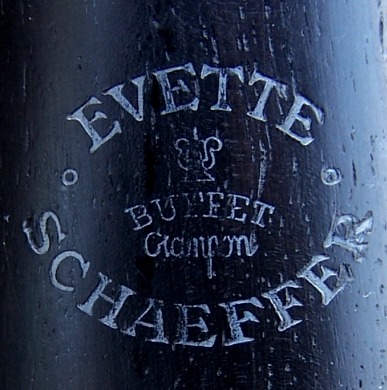 EVETTE
BUFFET
Crampon
SCHAEFFER